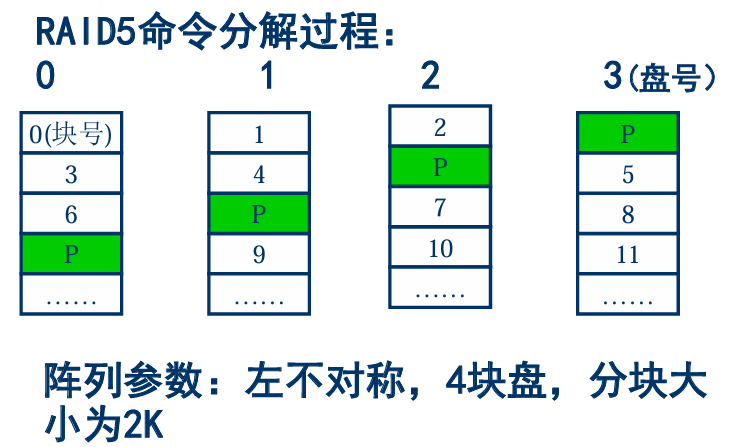 RAID5命令分解过程：
0 1 2 3(盘号)
0(块号) 1 2 P
3 4 P 5
6 P 7 8
P 9 10 11
…… …… …… ……
阵列参数：左不对称，4块盘，分块大
小为2K